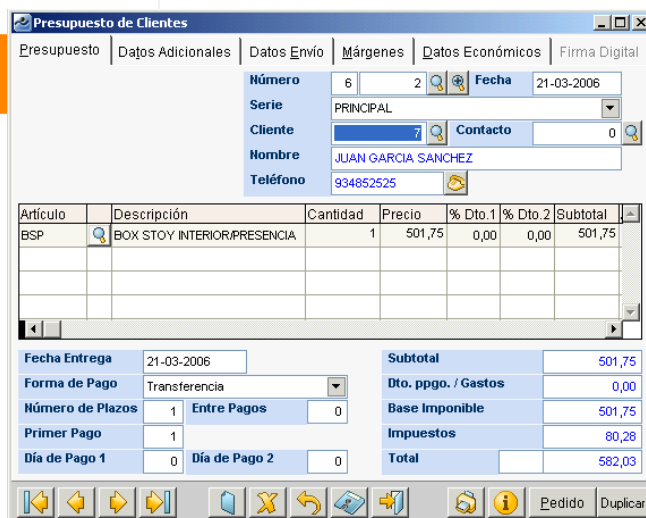 Presupuesto de Clientes
Presupuesto Datos Adicionales Datos Envío Márgenes Datos Económicos Firma Digital
Número 6 2 Fecha 21-03-2006
Serie PRINCIPAL
Cliente 7 Contacto 0
Nombre JUAN GARCIA SANCHEZ
Teléfono 934852525
Artículo Descripción Cantidad Precio % Dto.1 % Dto.2 Subtotal
BSP BOX STOY INTERIOR/PRESENCIA 1 501,75 0,00 0,00 501,75
Fecha Entrega 21-03-2006 Subtotal 501,75
Forma de Pago Transferencia Dto. ppgo. / Gastos 0,00
Número de Plazos 1 Entre Pagos 0 Base Imponible 501,75
Primer Pago 1 Impuestos 80,28
Día de Pago 1 0 Día de Pago 2 0 Total 582,03
Pedido Duplicar